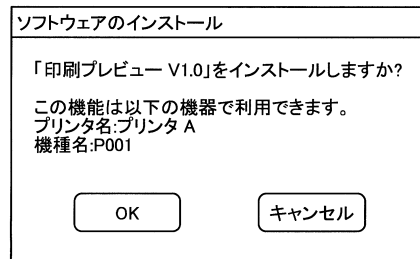 ソフトウェアのインストール
「印刷プレビュー V1.0」をインストールしますか?
この機能は以下の機器で利用できます。
プリンタ名:プリンタ A
機種名:P001
OK
キャンセル